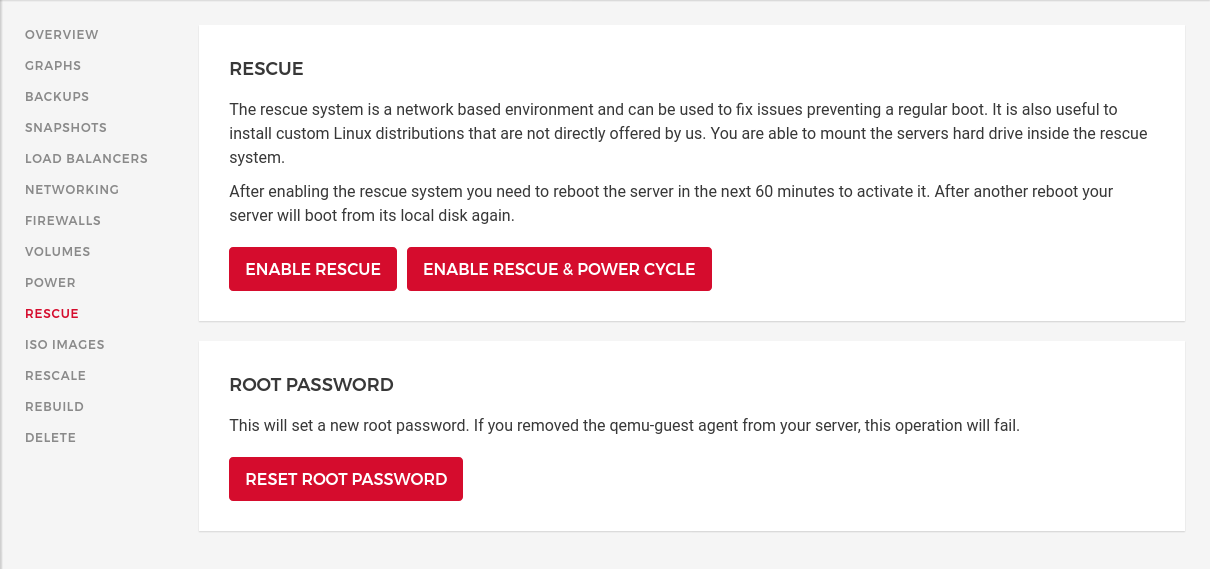 OVERVIEW
GRAPHS
BACKUPS
SNAPSHOTS
LOAD BALANCERS
NETWORKING
FIREWALLS
VOLUMES
POWER
RESCUE
ISO IMAGES
RESCALE
REBUILD
DELETE
RESCUE
The rescue system is a network based environment and can be used to fix issues preventing a regular boot. It is also useful to
install custom Linux distributions that are not directly offered by us. You are able to mount the servers hard drive inside the rescue
system.
After enabling the rescue system you need to reboot the server in the next 60 minutes to activate it. After another reboot your
server will boot from its local disk again.
ENABLE RESCUE
ENABLE RESCUE & POWER CYCLE
ROOT PASSWORD
This will set a new root password. If you removed the qemu-guest agent from your server, this operation will fail.
RESET ROOT PASSWORD